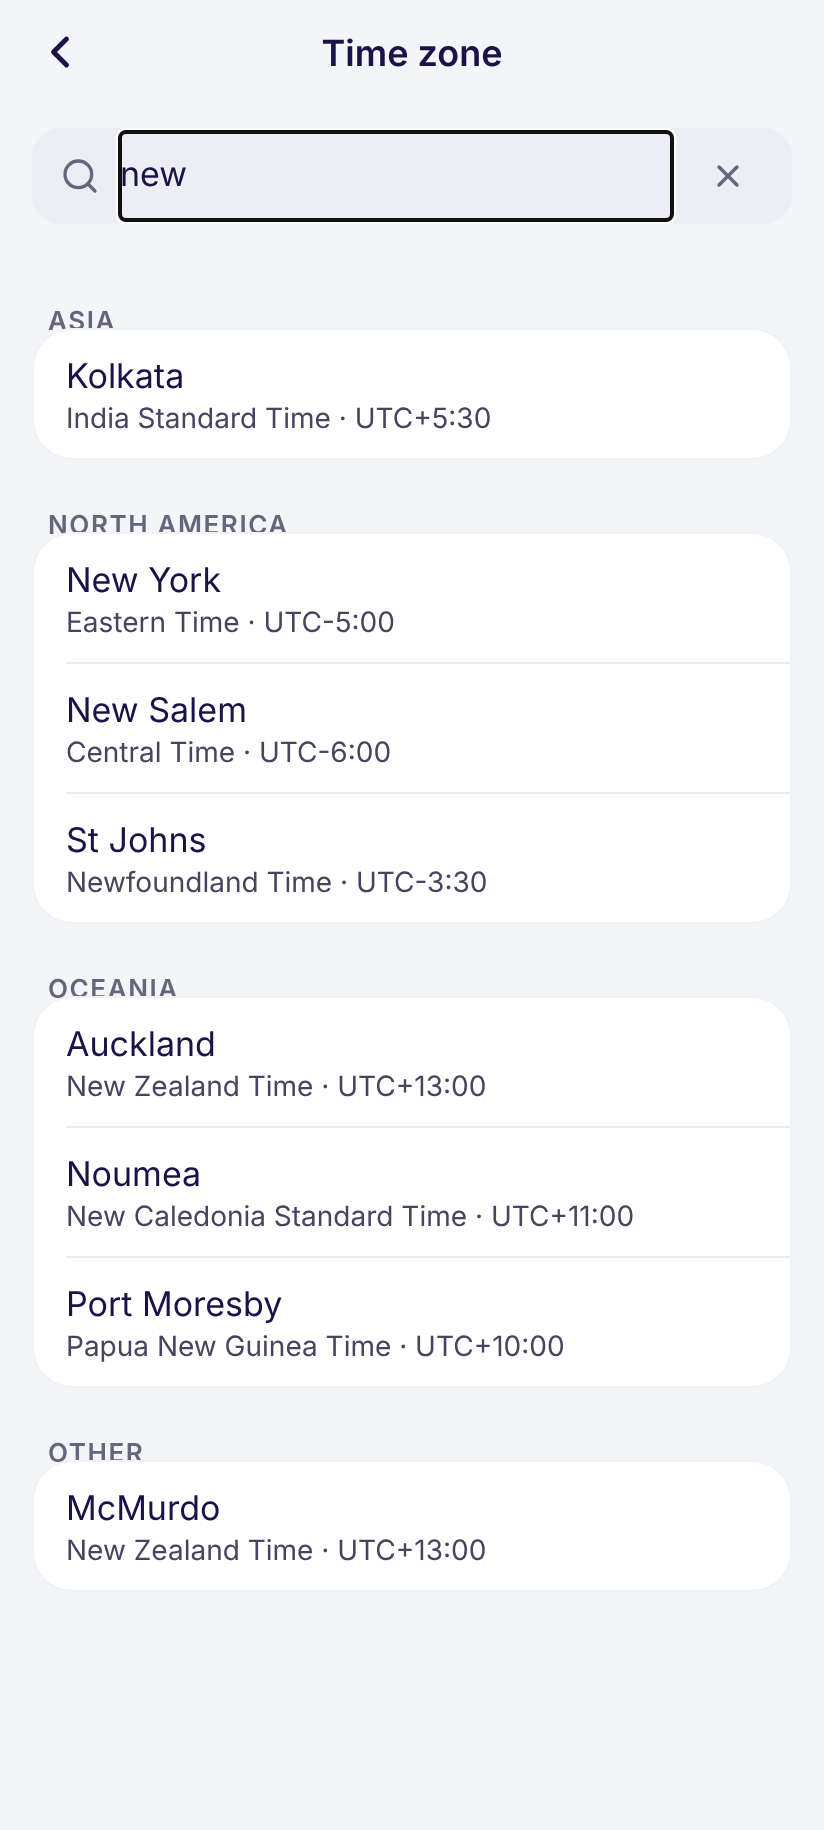 Time zone
new
ASIA
Kolkata
India Standard Time · UTC+5:30
NORTH AMERICA
New York
Eastern Time · UTC-5:00
New Salem
Central Time · UTC-6:00
St Johns
Newfoundland Time · UTC-3:30
OCEANIA
Auckland
New Zealand Time · UTC+13:00
Noumea
New Caledonia Standard Time · UTC+11:00
Port Moresby
Papua New Guinea Time · UTC+10:00
OTHER
McMurdo
New Zealand Time · UTC+13:00